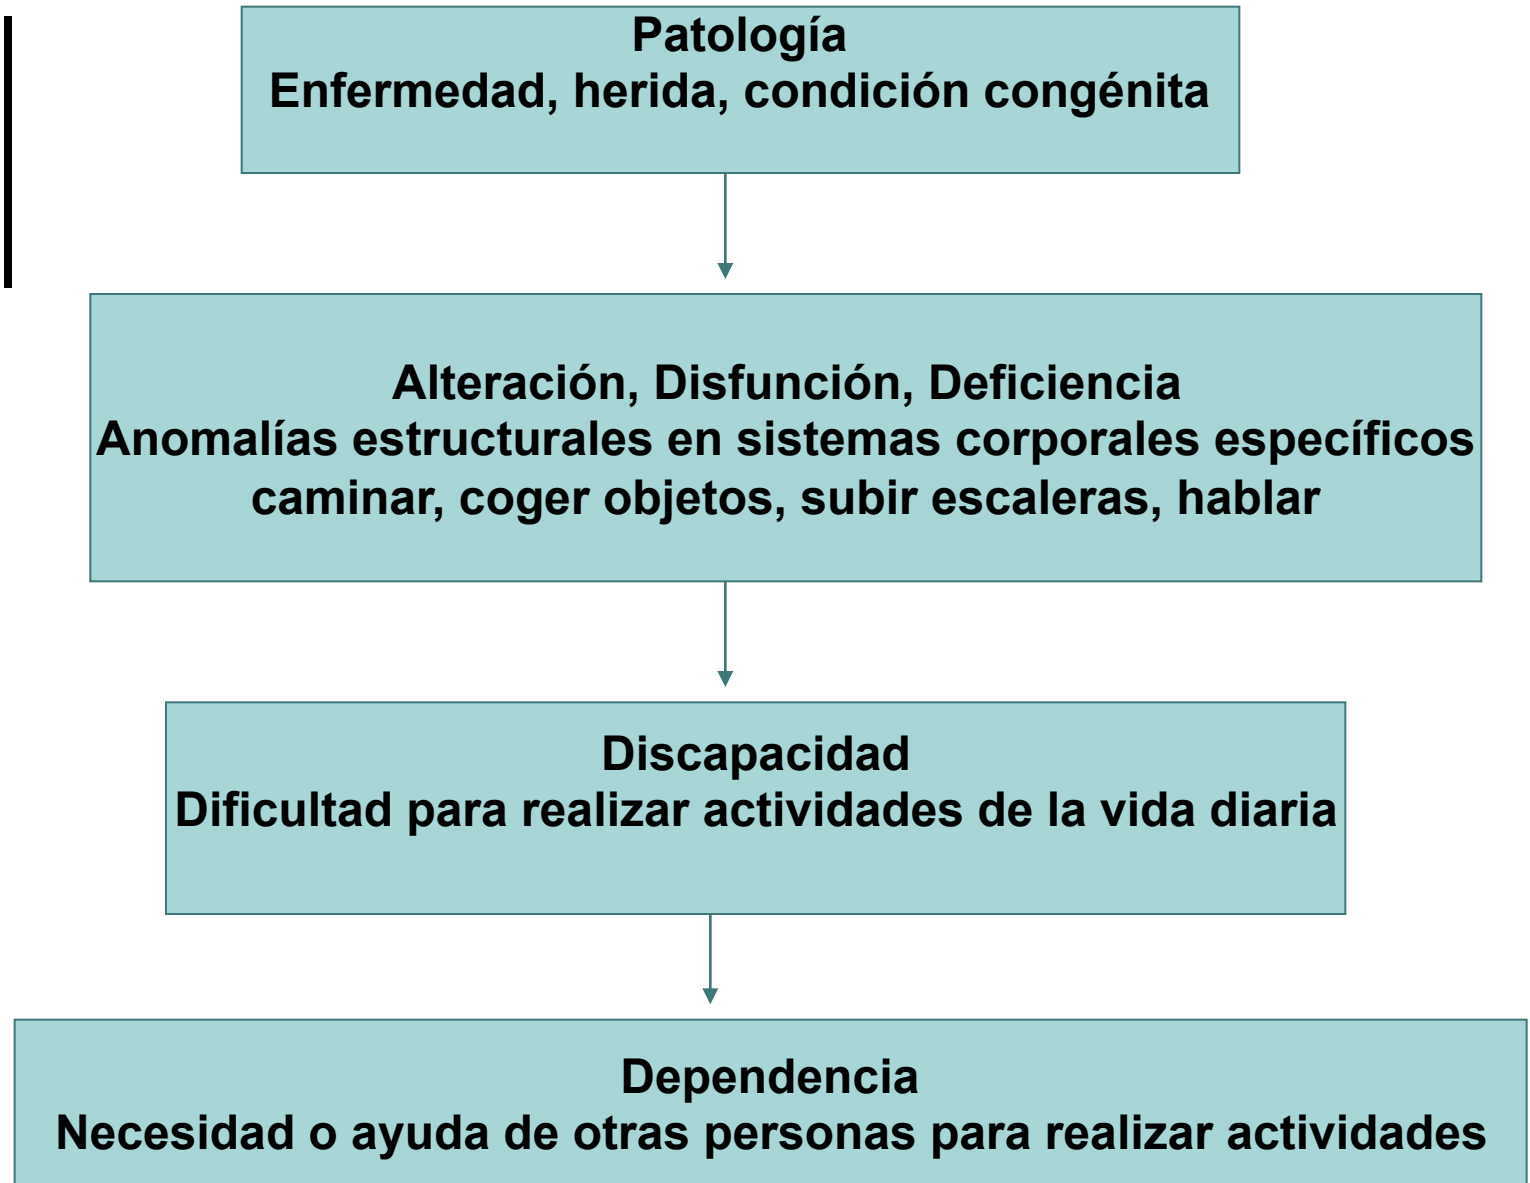 Patología
Enfermedad, herida, condición congénita
Alteración, Disfunción, Deficiencia
Anomalías estructurales en sistemas corporales específicos
caminar, coger objetos, subir escaleras, hablar
Discapacidad
Dificultad para realizar actividades de la vida diaria
Dependencia
Necesidad o ayuda de otras personas para realizar actividades